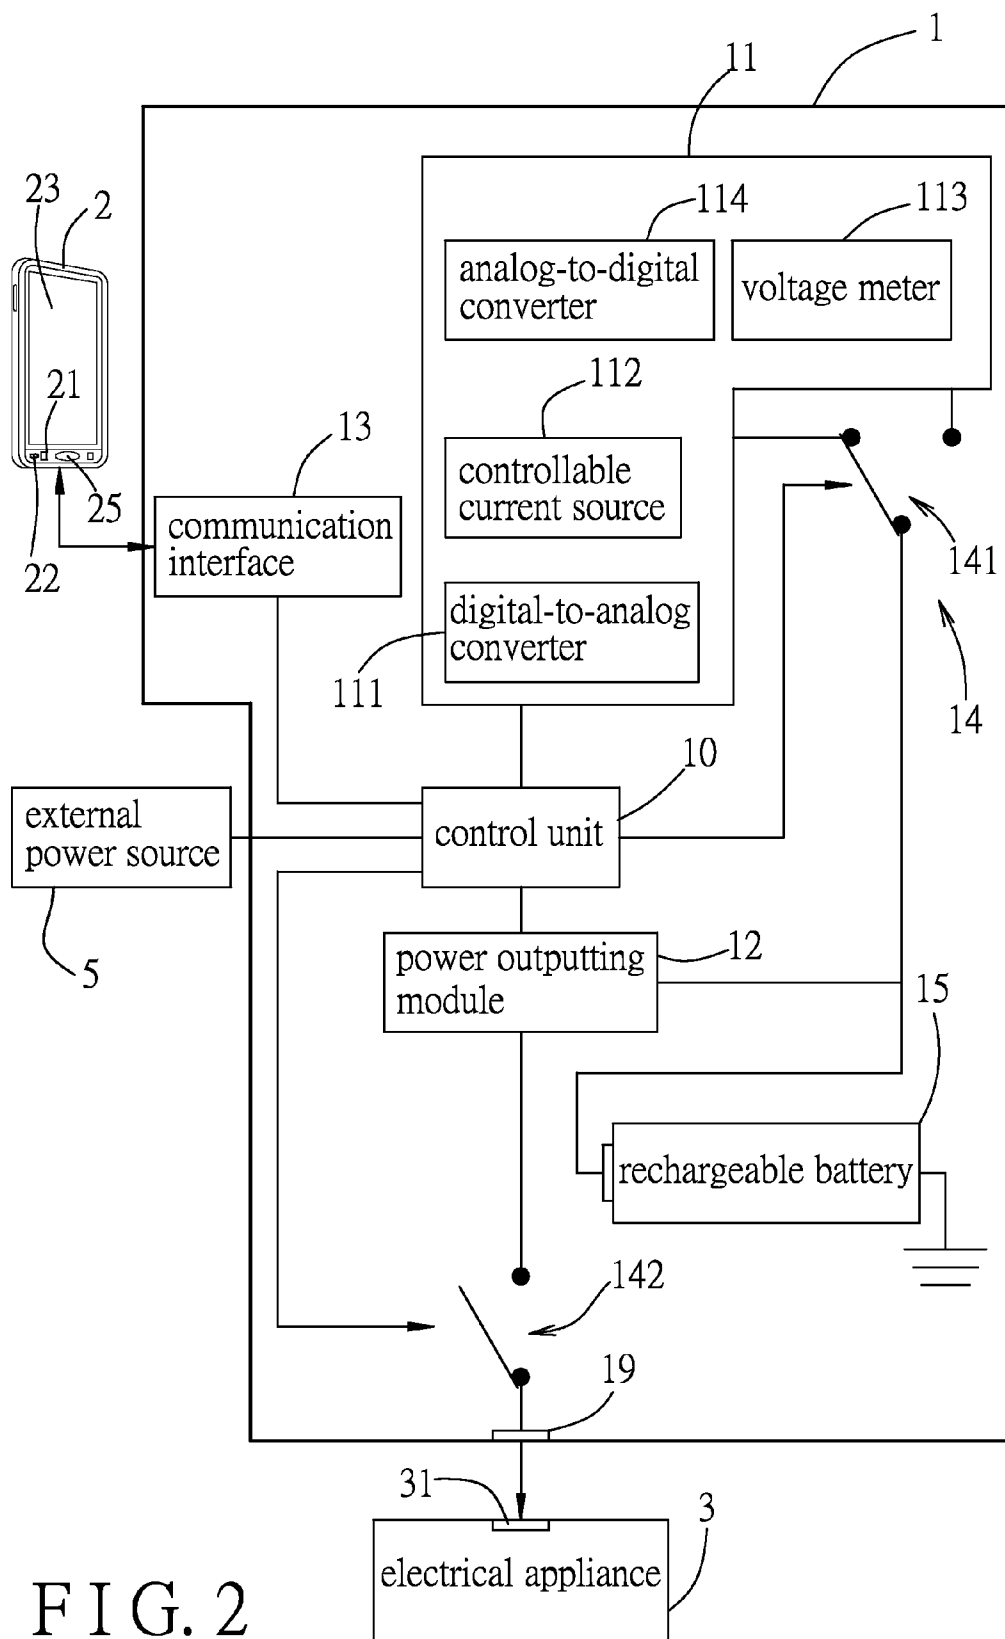 1
11
23
2
114
113
analog-to-digital
converter
voltage meter
112
21
13
controllable
current source
25
communication
interface
22
141
digital-to-analog
converter
111
14
10
external
power source
control unit
5
12
power outputting
module
15
rechargeable battery
142
19
31
3
electrical appliance
FIG. 2